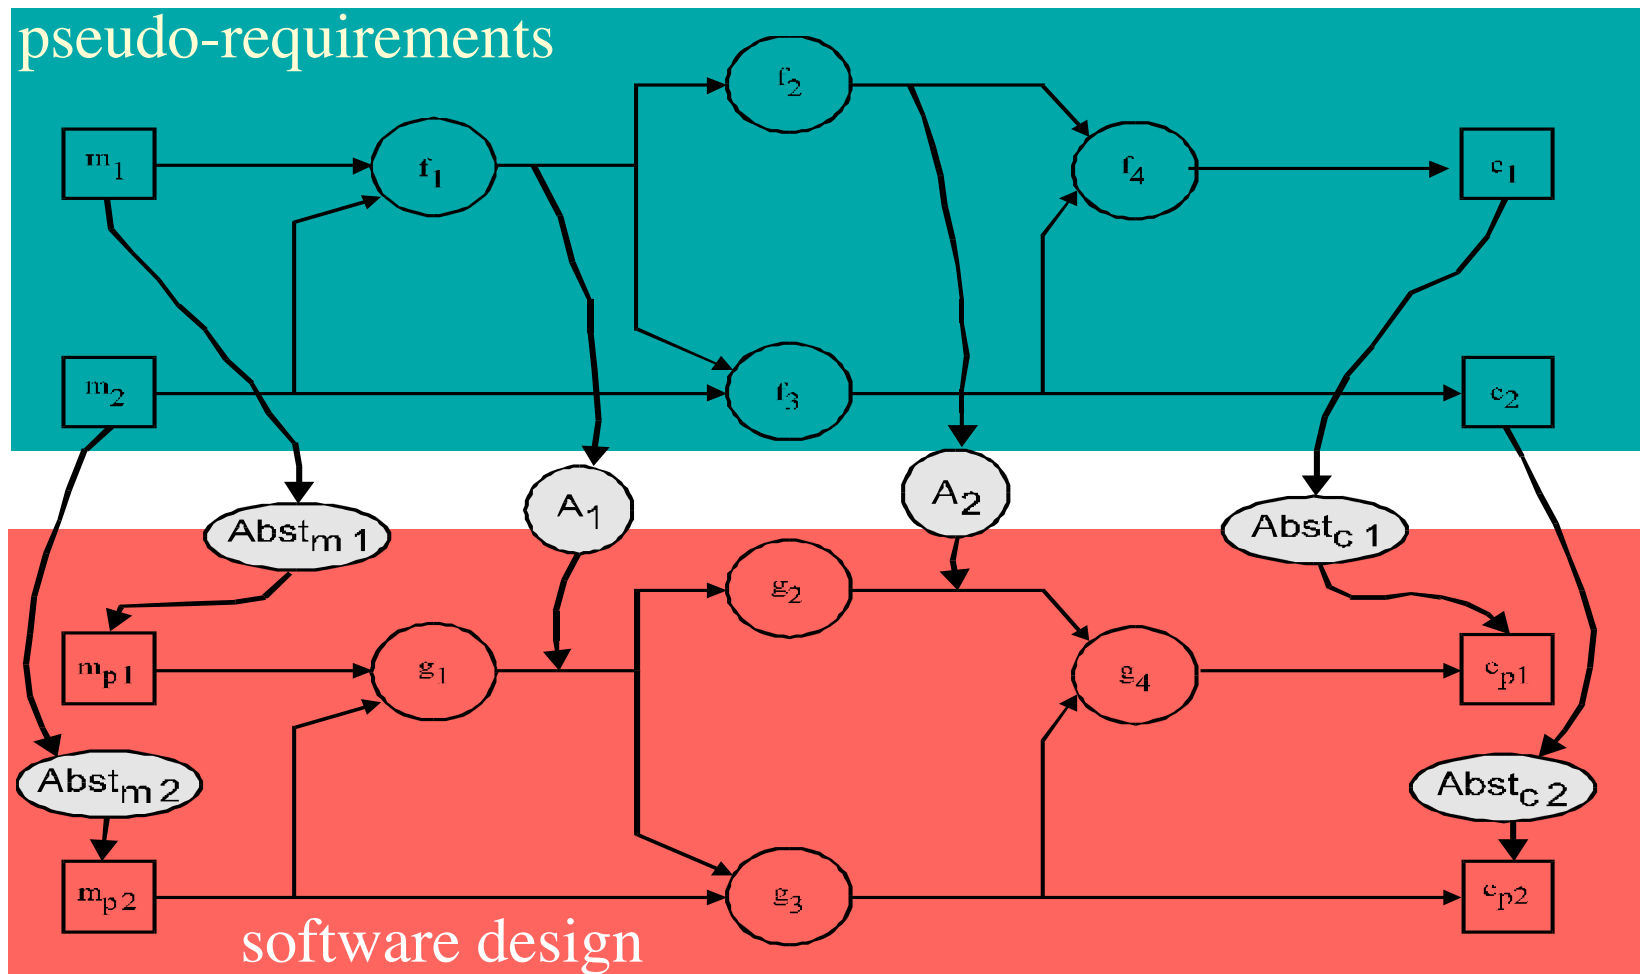 pseudo-requirements
f2
m1
f1
f4
c1
m2
f3
c2
A1
A2
Abstm 1
Abstc 1
g2
mp1
g1
g4
cp1
Abstm 2
Abstc 2
mp2
g3
cp2
software design